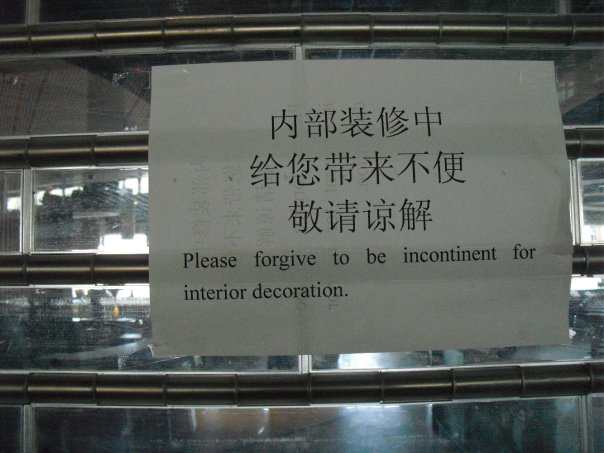 内部装修中
给您带来不便
敬请谅解
Please forgive to be incontinent for
interior decoration.